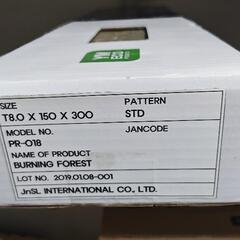 SIZE
T8.0 X 150 X 300
PATTERN
STD
MODEL NO.
PR-018
JANCODE
NAME OF PRODUCT
BURNING FOREST
LOT NO. 2019.01.08-001
JnSL INTERNATIONAL CO., LTD.